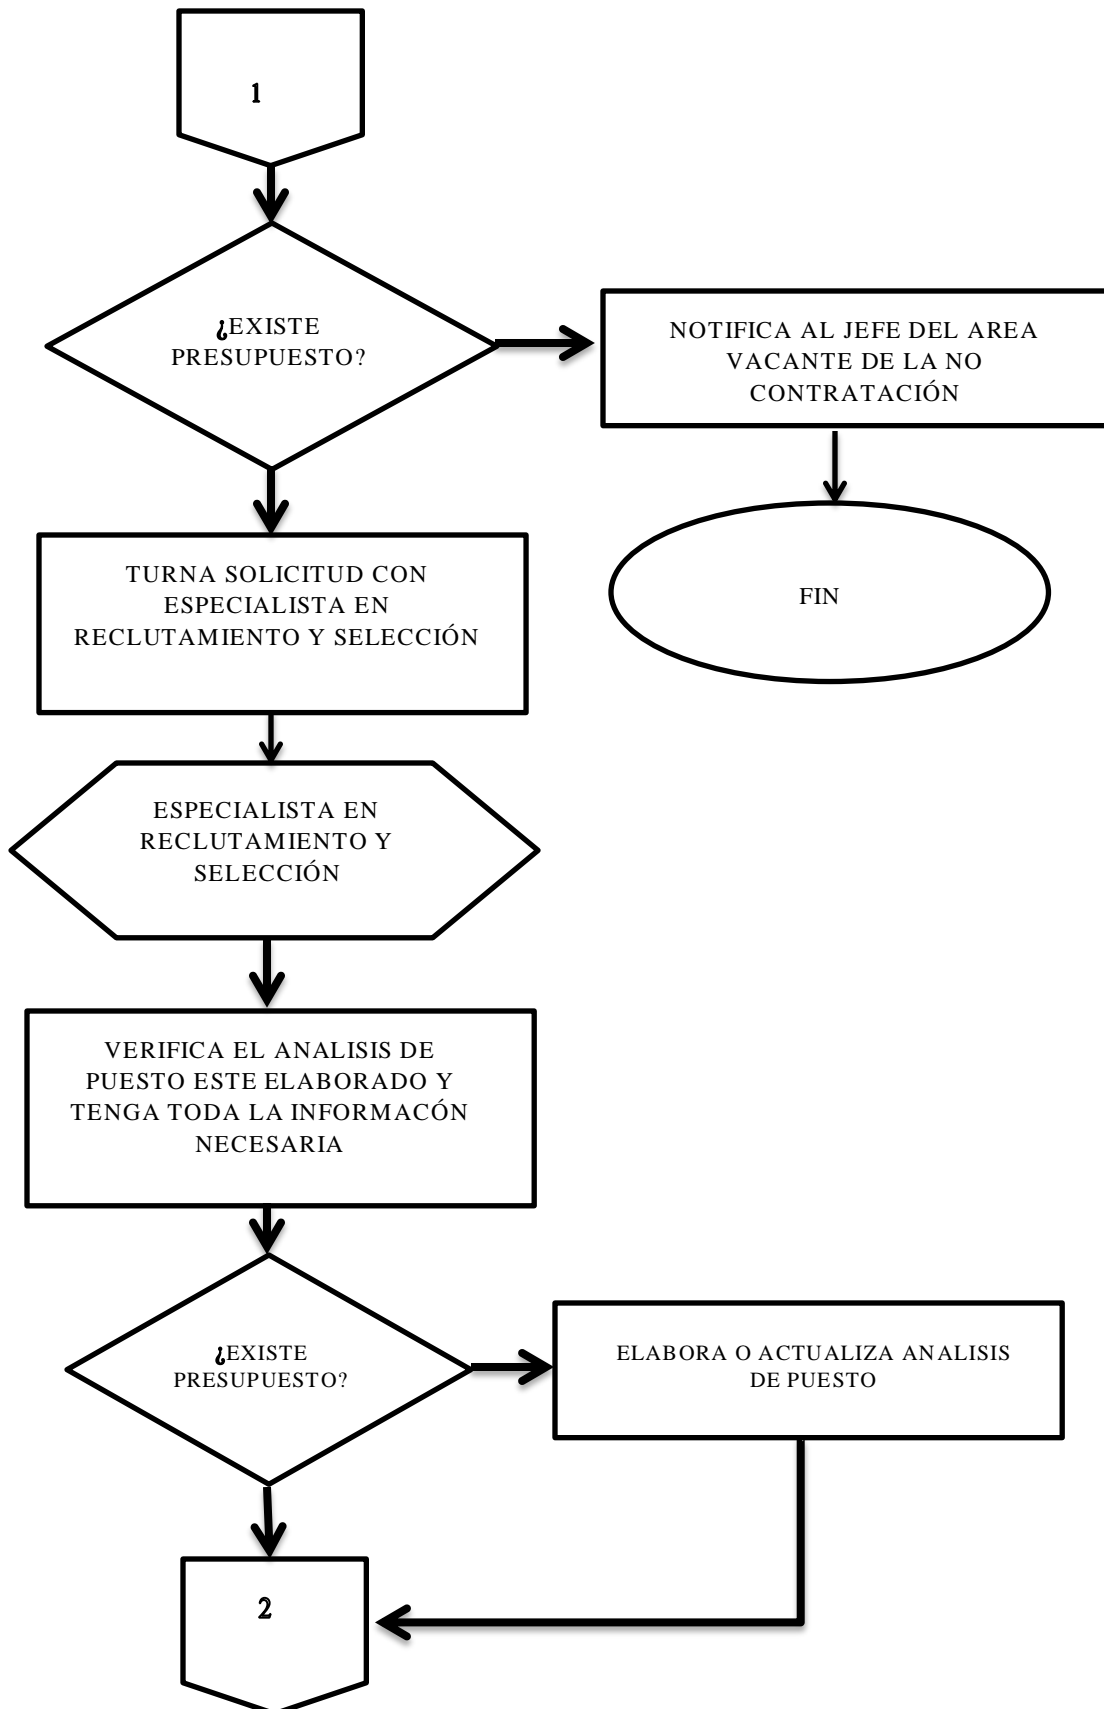 1
¿EXISTE
PRESUPUESTO?
NOTIFICA AL JEFE DEL AREA
VACANTE DE LA NO
CONTRATACIÓN
TURNA SOLICITUD CON
ESPECIALISTA EN
RECLUTAMIENTO Y SELECCIÓN
FIN
ESPECIALISTA EN
RECLUTAMIENTO Y
SELECCIÓN
VERIFICA EL ANALISIS DE
PUESTO ESTE ELABORADO Y
TENGA TODA LA INFORMACÓN
NECESARIA
¿EXISTE
PRESUPUESTO?
ELABORA O ACTUALIZA ANALISIS
DE PUESTO
2